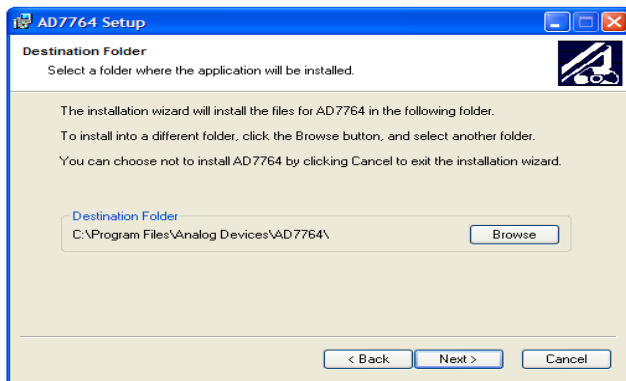 AD7764 Setup
Destination Folder
Select a folder where the application will be installed.
The installation wizard will install the files for AD7764 in the following folder.
To install into a different folder, click the Browse button, and select another folder.
You can choose not to install AD7764 by clicking Cancel to exit the installation wizard.
Destination Folder
C:\Program Files\Analog Devices\AD7764\
Browse
< Back
Next >
Cancel